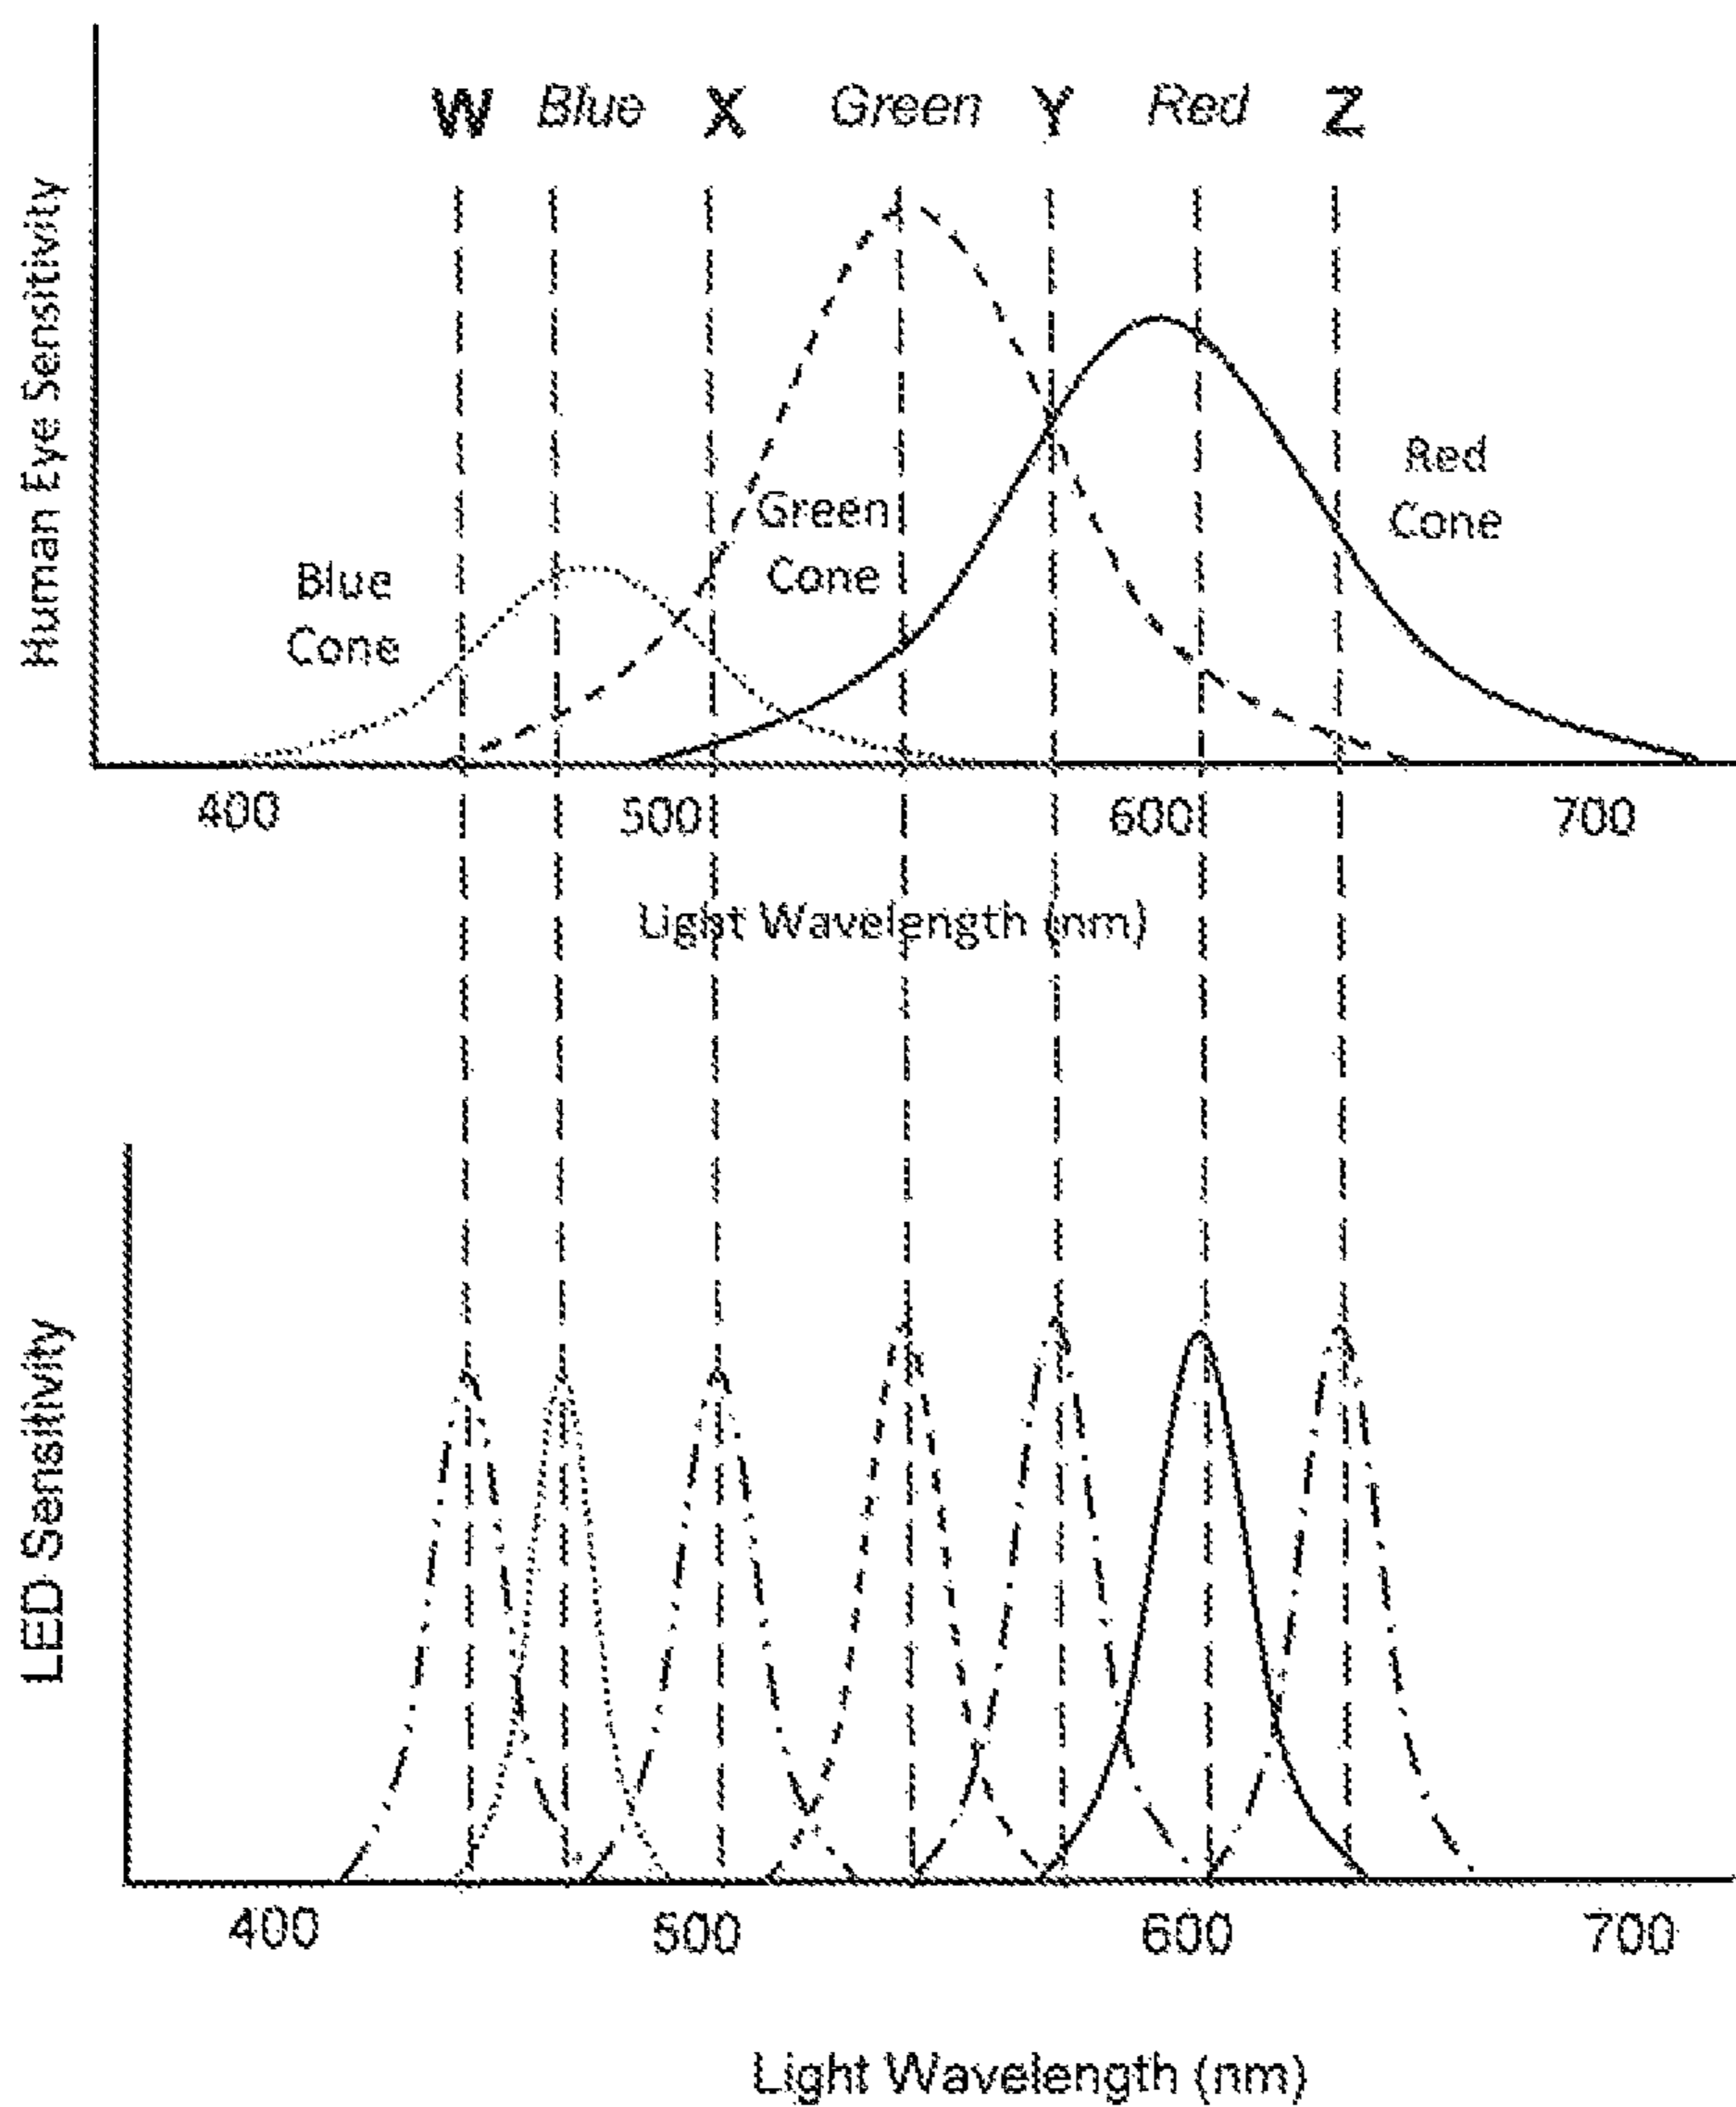 W Blue X Green Y Red Z
Human Eye Sensitivity
Blue
Cone
Green
Cone
Red
Cone
400 500 600 700
Light Wavelength (nm)
LED Sensitivity
400 500 600 700
Light Wavelength (nm)